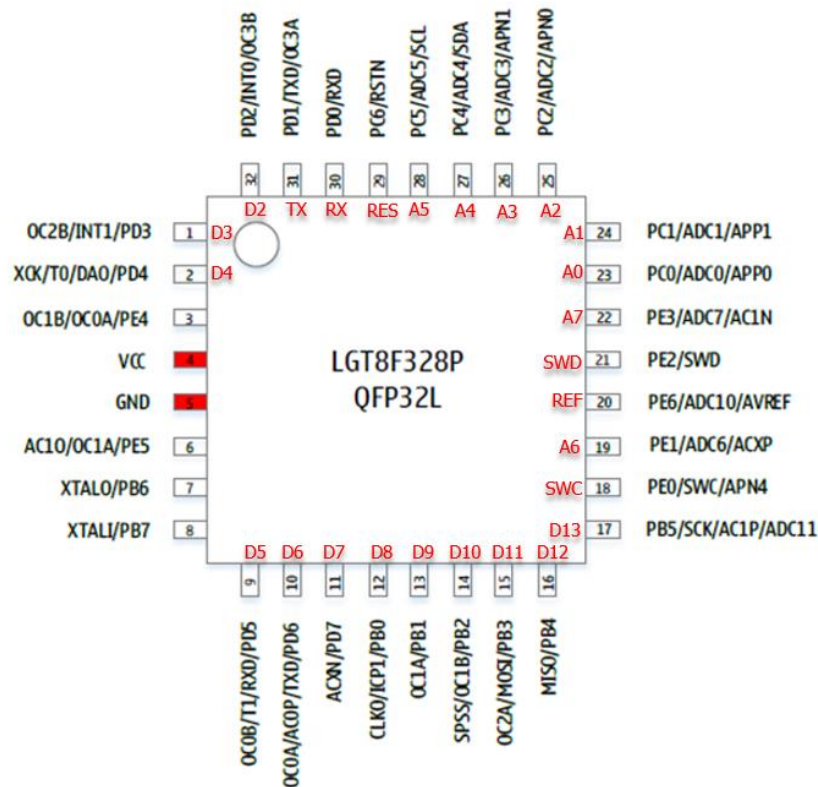 PD2/INT0/OC3B
PD1/TXD/OC3A
PD0/RXD
PC6/RSTN
PC5/ADC5/SCL
PC4/ADC4/SDA
PC3/ADC3/APN1
PC2/ADC2/APN0
32
31
30
29
28
27
26
25
D2
TX
RX
RES
A5
A4
A3
A2
OC2B/INT1/PD3 1 D3
A1 24 PC1/ADC1/APP1
XCK/T0/DAO/PD4 2 D4
A0 23 PC0/ADC0/APP0
OC1B/OC0A/PE4 3
A7 22 PE3/ADC7/AC1N
VCC 4
LGT8F328P
SWD 21 PE2/SWD
GND 5
QFP32L
REF 20 PE6/ADC10/AVREF
AC1O/OC1A/PE5 6
A6 19 PE1/ADC6/ACXP
XTALO/PB6 7
SWC 18 PE0/SWC/APN4
XTALI/PB7 8
D13 17 PB5/SCK/AC1P/ADC11
D5
D6
D7
D8
D9
D10
D11
D12
9
10
11
12
13
14
15
16
OC0B/T1/RXD/PD5
OC0A/AC0P/TXD/PD6
ACXN/PD7
CLKO/ICP1/PB0
OC1A/PB1
SPSS/OC1B/PB2
OC2A/MOSI/PB3
MISO/PB4